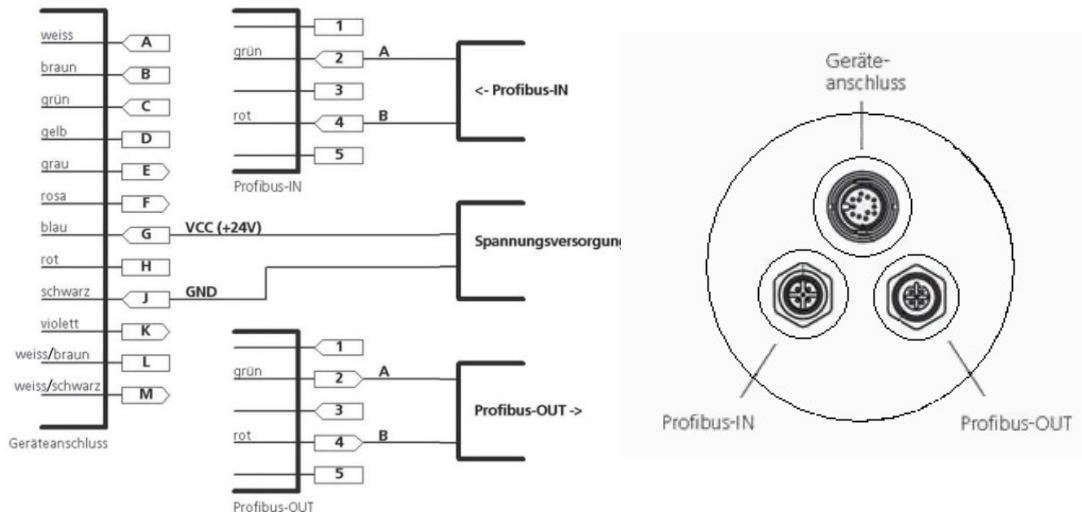 weiss
A
braun
B
grün
C
gelb
D
grau
E
rosa
F
blau
G
VCC (+24V)
rot
H
schwarz
J
GND
violett
K
weiss/braun
L
weiss/schwarz
M
Geräteanschluss
1
grün
2
A
3
rot
4
B
5
Profibus-IN
<- Profibus-IN
Spannungsversorgung
1
grün
2
A
3
rot
4
B
5
Profibus-OUT
Profibus-OUT ->
Geräte-
anschluss
Profibus-IN
Profibus-OUT